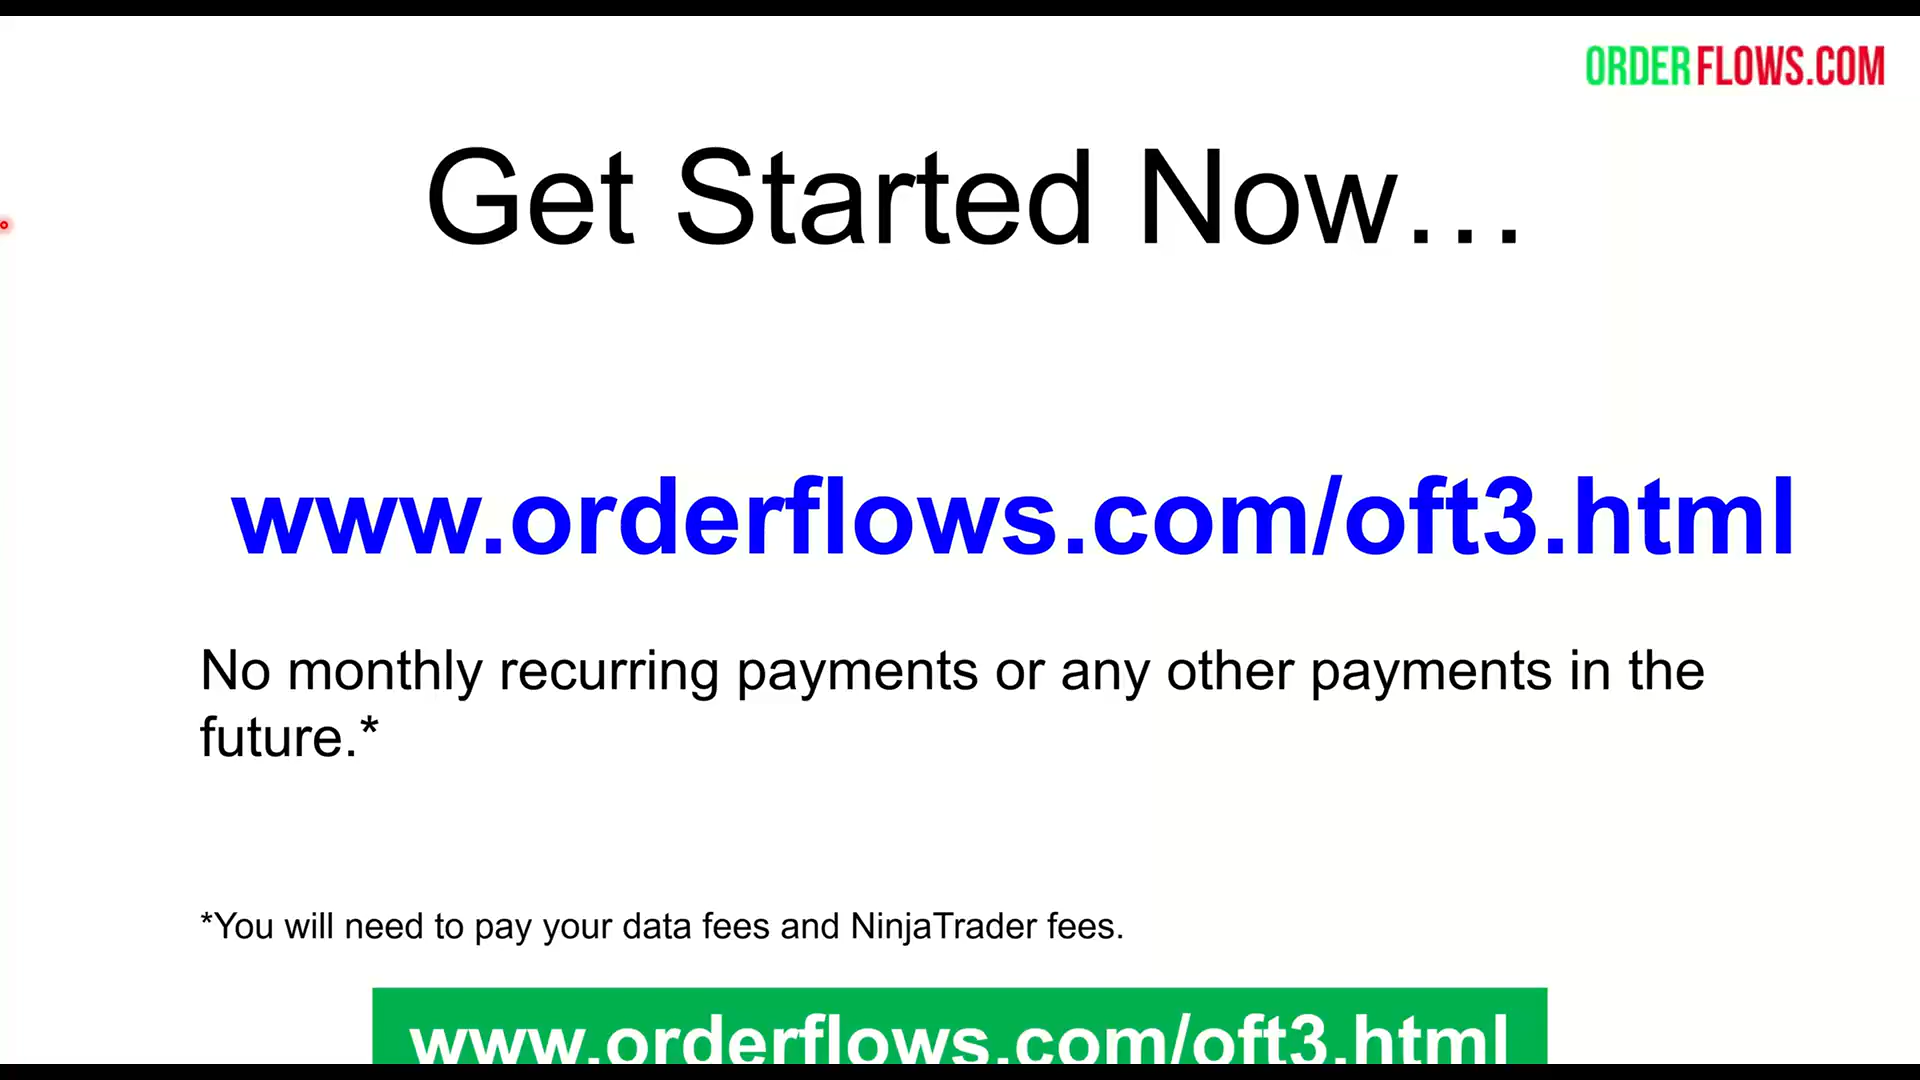 ORDERFLOWS.COM
Get Started Now...
www.orderflows.com/oft3.html
No monthly recurring payments or any other payments in the
future.*
*You will need to pay your data fees and NinjaTrader fees.
www.orderflows.com/oft3.html